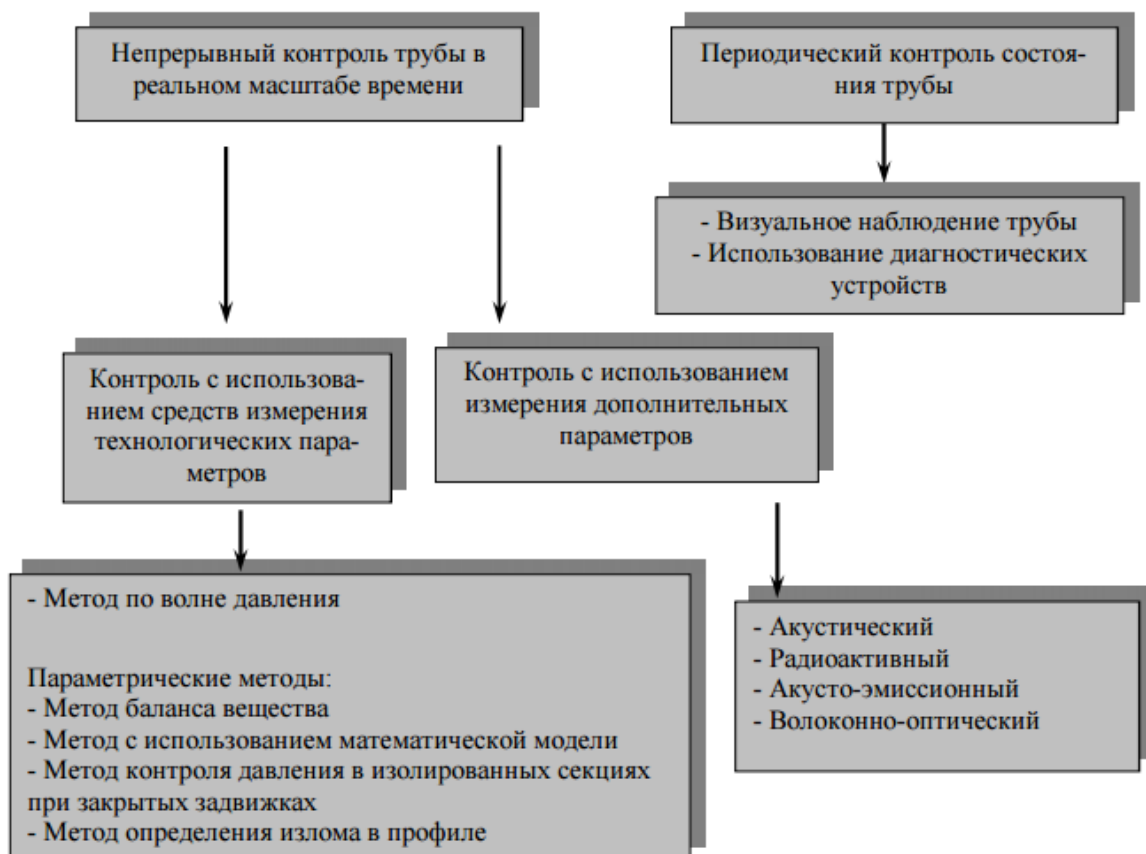 Непрерывный контроль трубы в
реальном масштабе времени
Периодический контроль состоя-
ния трубы
- Визуальное наблюдение трубы
- Использование диагностических
устройств
Контроль с использова-
нием средств измерения
технологических пара-
метров
Контроль с использованием
измерения дополнительных
параметров
- Метод по волне давления
Параметрические методы:
- Метод баланса вещества
- Метод с использованием математической модели
- Метод контроля давления в изолированных секциях
при закрытых задвижках
- Метод определения излома в профиле
- Акустический
- Радиоактивный
- Акусто-эмиссионный
- Волоконно-оптический